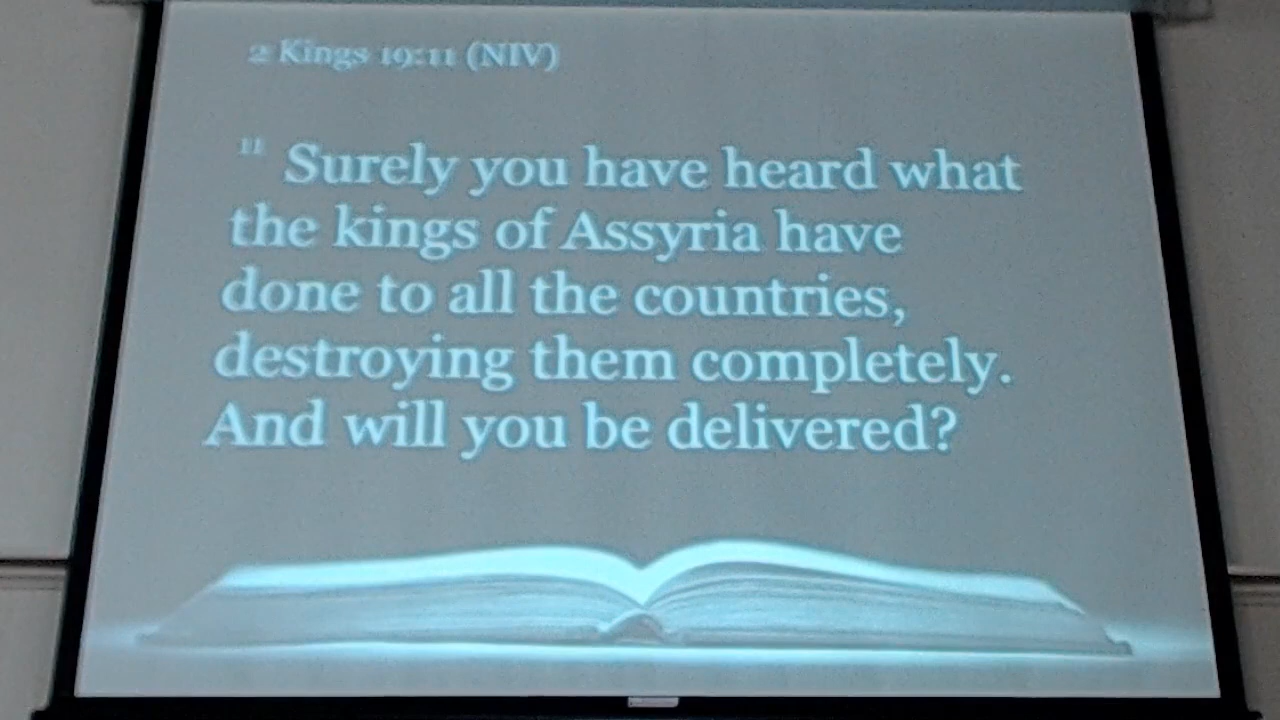 2 Kings 19:11 (NIV)
11 Surely you have heard what
the kings of Assyria have
done to all the countries,
destroying them completely.
And will you be delivered?